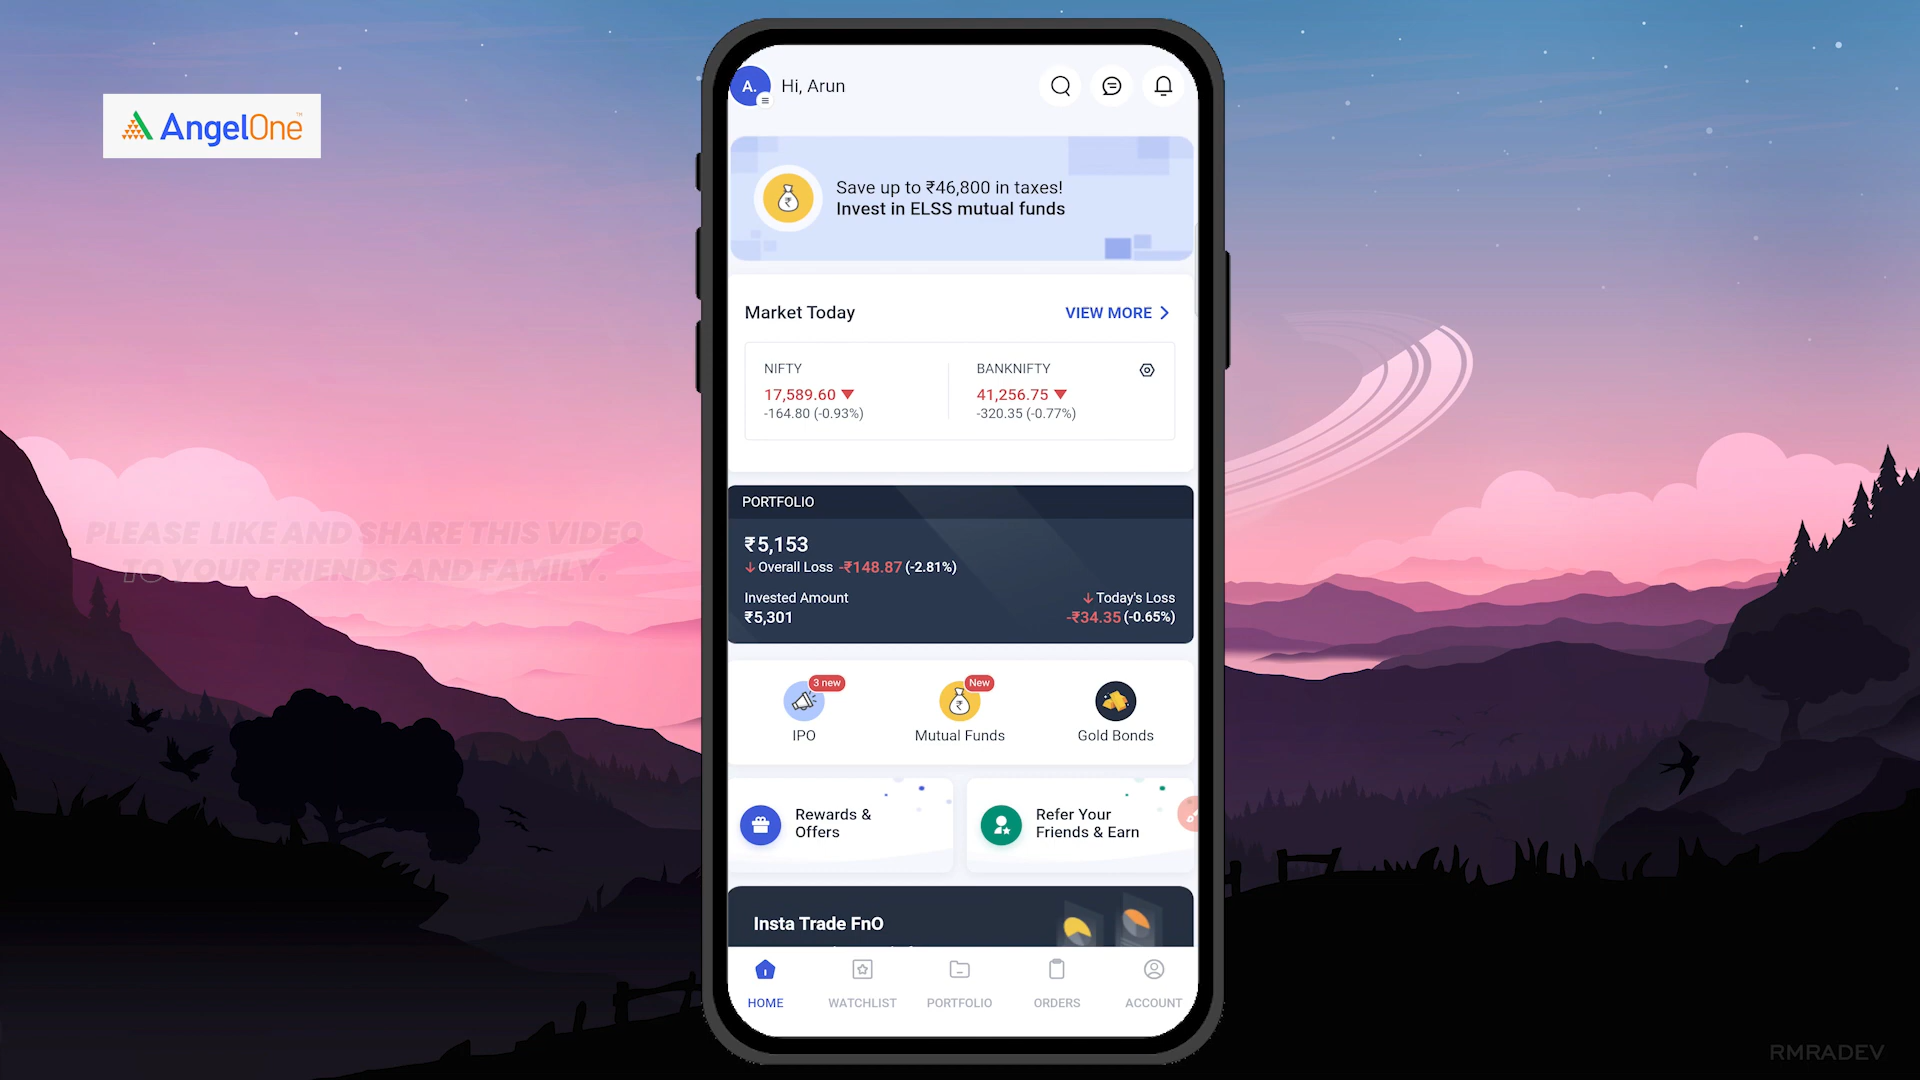 AngelOne
PLEASE LIKE AND SHARE THIS VIDEO
TO YOUR FRIENDS AND FAMILY.
A.
Hi, Arun
Save up to ₹46,800 in taxes!
Invest in ELSS mutual funds
Market Today
VIEW MORE
NIFTY
17,589.60
-164.80 (-0.93%)
BANKNIFTY
41,256.75
-320.35 (-0.77%)
PORTFOLIO
₹5,153
Overall Loss -₹148.87 (-2.81%)
Invested Amount
₹5,301
Today's Loss
-₹34.35 (-0.65%)
3 new
IPO
New
Mutual Funds
Gold Bonds
Rewards &
Offers
Refer Your
Friends & Earn
Insta Trade FnO
HOME
WATCHLIST
PORTFOLIO
ORDERS
ACCOUNT
RMRADEV